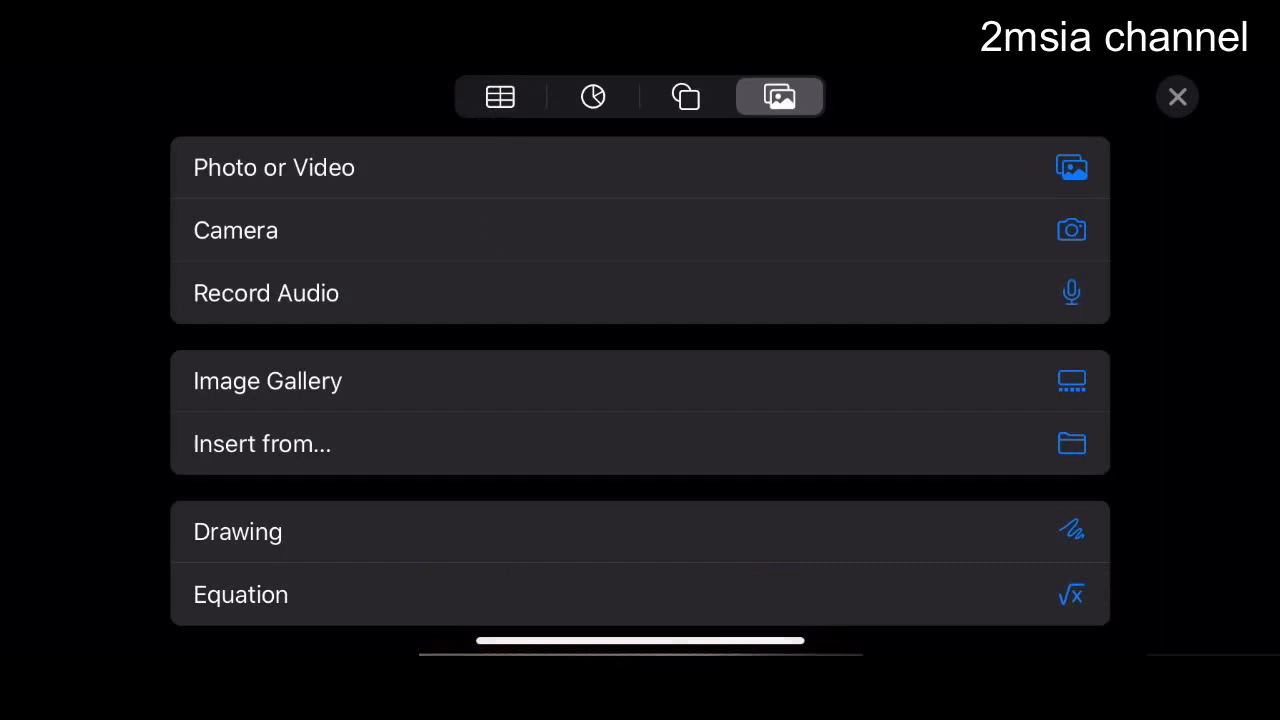 2msia channel
Photo or Video
Camera
Record Audio
Image Gallery
Insert from...
Drawing
Equation